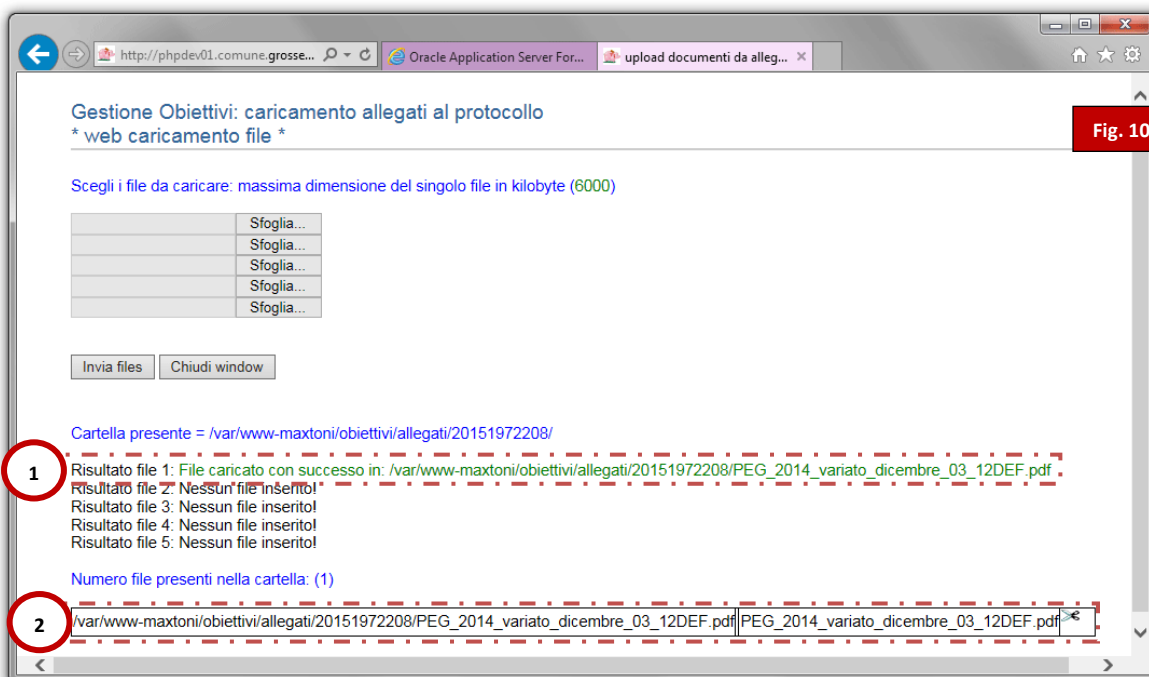 http://phpdev01.comune.grosse...
Oracle Application Server For...
upload documenti da alleg...
Gestione Obiettivi: caricamento allegati al protocollo
* web caricamento file *
Fig. 10
Scegli i file da caricare: massima dimensione del singolo file in kilobyte (6000)
Sfoglia...
Sfoglia...
Sfoglia...
Sfoglia...
Sfoglia...
Invia files Chiudi window
Cartella presente = /var/www-maxtoni/obiettivi/allegati/20151972208/
1
Risultato file 1: File caricato con successo in: /var/www-maxtoni/obiettivi/allegati/20151972208/PEG_2014_variato_dicembre_03_12DEF.pdf
Risultato file 2: Nessun file inserito!
Risultato file 3: Nessun file inserito!
Risultato file 4: Nessun file inserito!
Risultato file 5: Nessun file inserito!
Numero file presenti nella cartella: (1)
2
/var/www-maxtoni/obiettivi/allegati/20151972208/PEG_2014_variato_dicembre_03_12DEF.pdf PEG_2014_variato_dicembre_03_12DEF.pdf